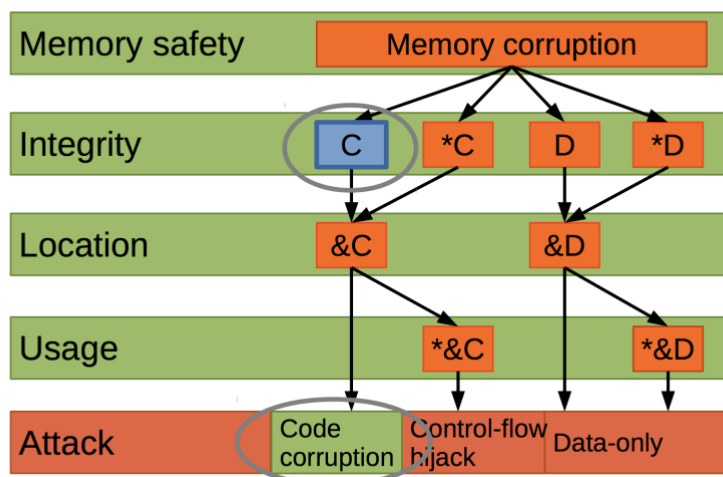 Memory safety
Memory corruption
Integrity
C
*C
D
*D
Location
&C
&D
Usage
*&C
*&D
Attack
Code
corruption
Control-flow
hijack
Data-only